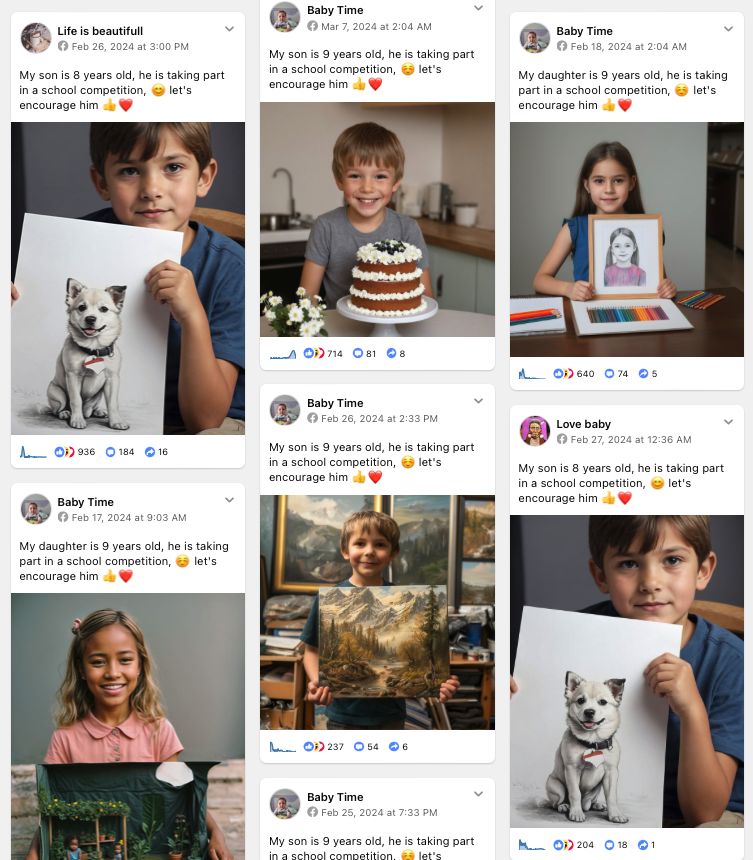 Life is beautifull
Feb 26, 2024 at 3:00 PM
My son is 8 years old, he is taking part
in a school competition, 😊 let's
encourage him 👍❤️
936 184 16
Baby Time
Feb 17, 2024 at 9:03 AM
My daughter is 9 years old, he is taking
part in a school competition, ☺️ let's
encourage him 👍❤️
Baby Time
Mar 7, 2024 at 2:04 AM
My son is 9 years old, he is taking part
in a school competition, ☺️ let's
encourage him 👍❤️
714 81 8
Baby Time
Feb 26, 2024 at 2:33 PM
My son is 9 years old, he is taking part
in a school competition, ☺️ let's
encourage him 👍❤️
237 54 6
Baby Time
Feb 25, 2024 at 7:33 PM
My son is 9 years old, he is taking part
in a school competition, ☺️ let's
Baby Time
Feb 18, 2024 at 2:04 AM
My daughter is 9 years old, he is taking
part in a school competition, ☺️ let's
encourage him 👍❤️
640 74 5
Love baby
Feb 27, 2024 at 12:36 AM
My son is 8 years old, he is taking part
in a school competition, 😊 let's
encourage him 👍❤️
204 18 1